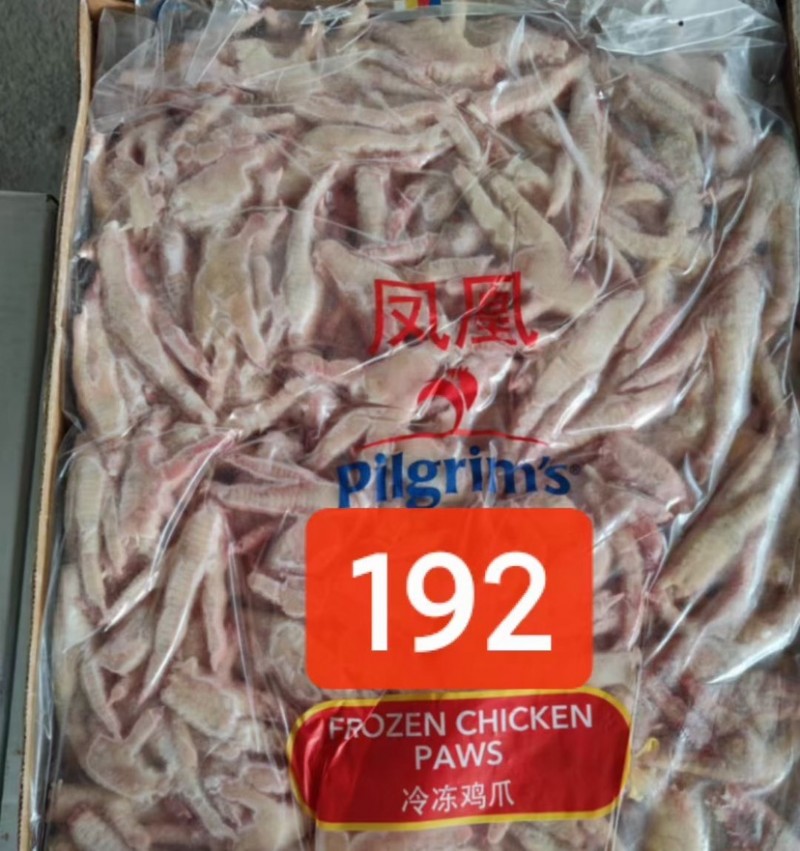 凤凰
Pilgrim's
192
FROZEN CHICKEN
PAWS
冷冻鸡爪